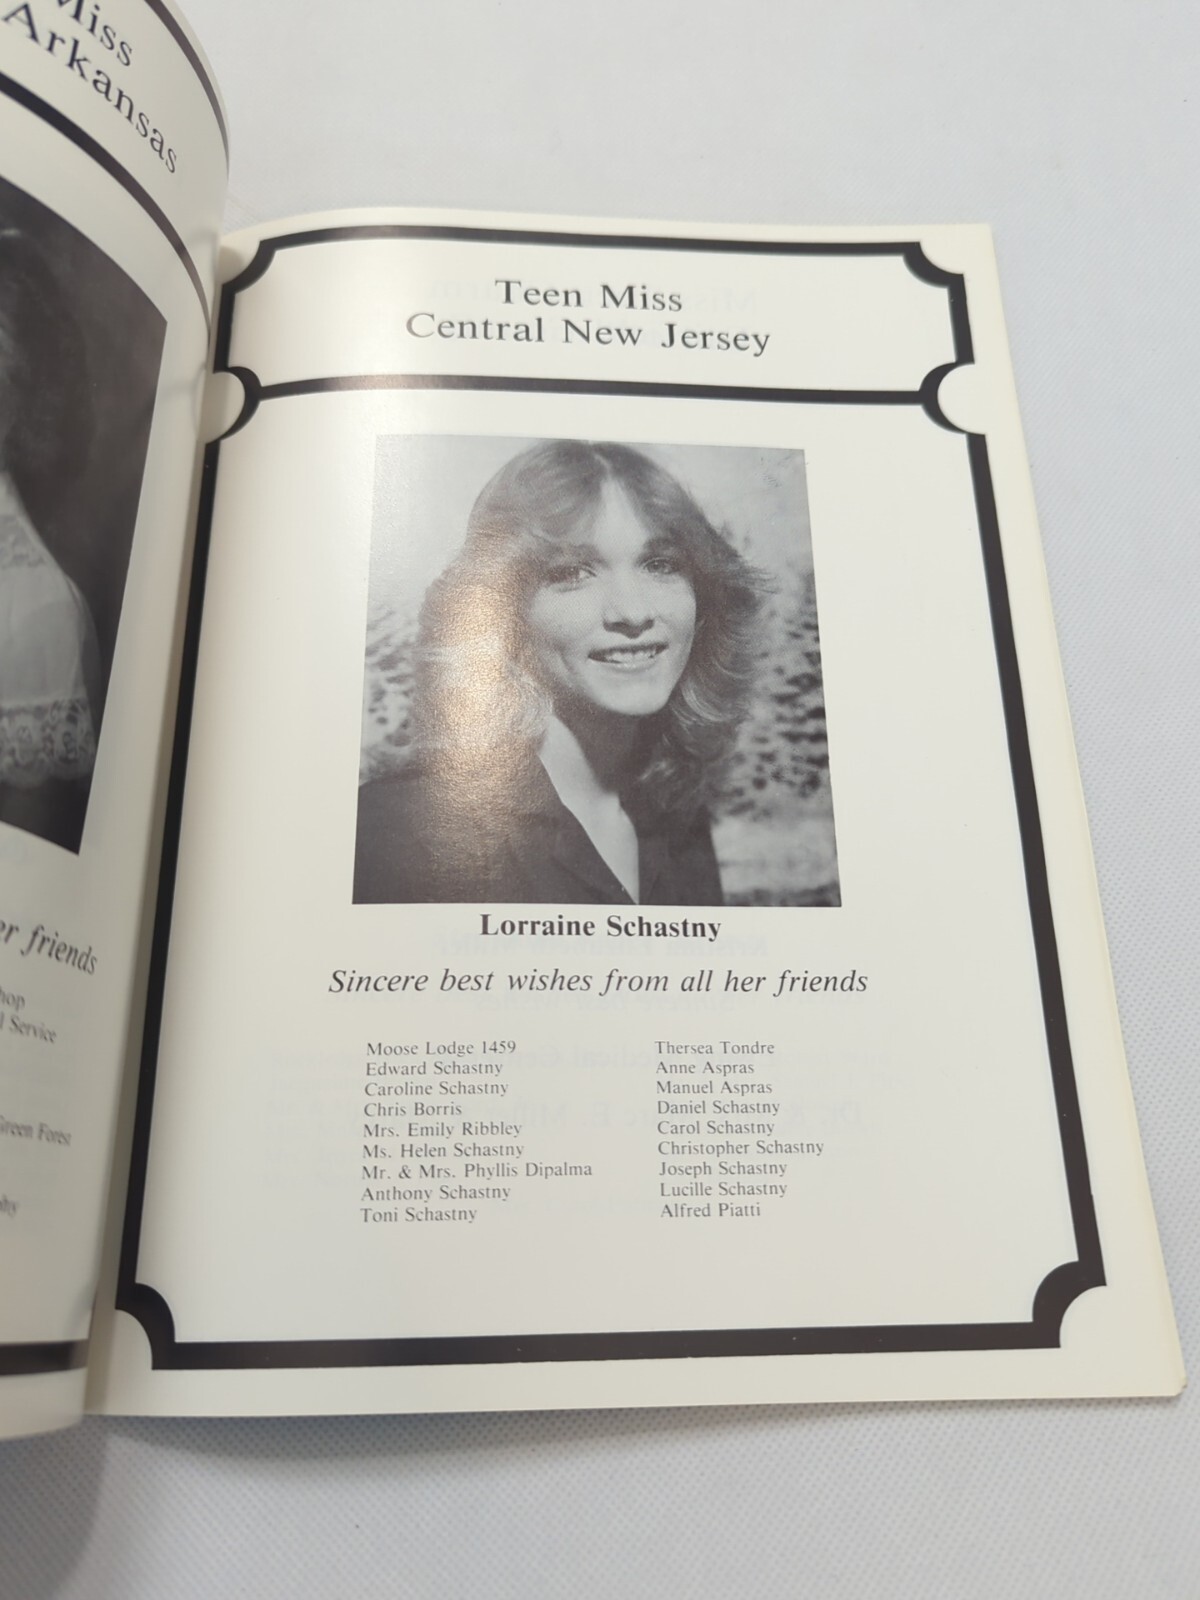 Miss
Arkansas
friends
Service
Green Forest
Teen Miss
Central New Jersey
Lorraine Schastny
Sincere best wishes from all her friends
Moose Lodge 1459
Edward Schastny
Caroline Schastny
Chris Borris
Mrs. Emily Ribbley
Ms. Helen Schastny
Mr. & Mrs. Phyllis Dipalma
Anthony Schastny
Toni Schastny
Thersea Tondre
Anne Aspras
Manuel Aspras
Daniel Schastny
Carol Schastny
Christopher Schastny
Joseph Schastny
Lucille Schastny
Alfred Piatti